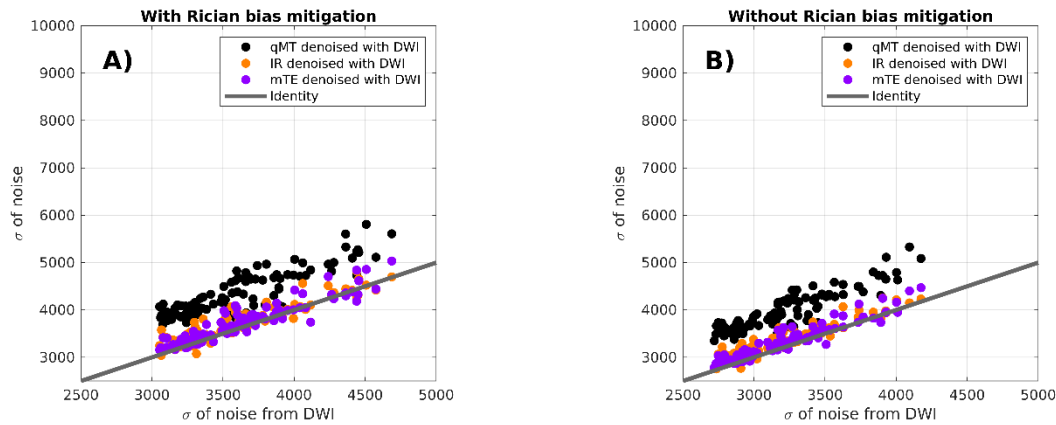 With Rician bias mitigation
A)
qMT denoised with DWI
IR denoised with DWI
mTE denoised with DWI
Identity
10000
9000
8000
7000
6000
5000
4000
3000
σ of noise
2500
3000
3500
4000
4500
5000
σ of noise from DWI
Without Rician bias mitigation
B)
qMT denoised with DWI
IR denoised with DWI
mTE denoised with DWI
Identity
10000
9000
8000
7000
6000
5000
4000
3000
σ of noise
2500
3000
3500
4000
4500
5000
σ of noise from DWI